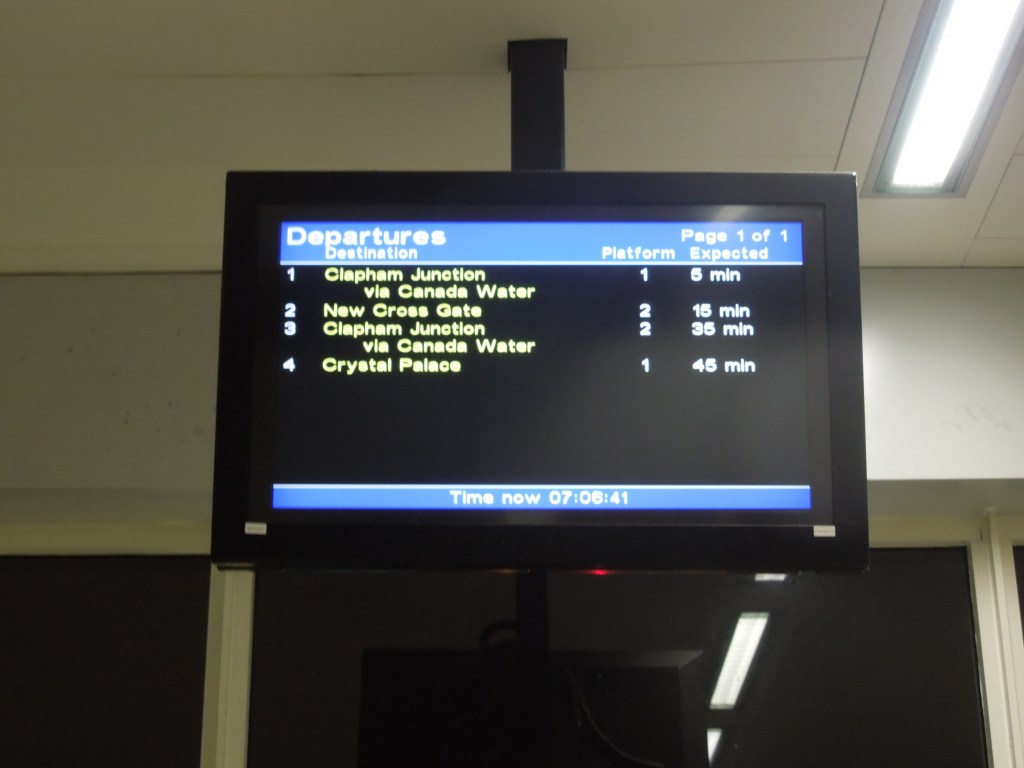 Departures Page 1 of 1
Destination Platform Expected
1 Clapham Junction 1 5 min
via Canada Water
2 New Cross Gate 2 15 min
3 Clapham Junction 2 35 min
via Canada Water
4 Crystal Palace 1 45 min
Time now 07:06:41